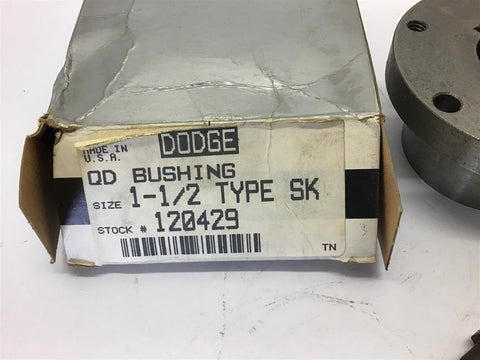 MADE IN
U.S.A.
DODGE
QD BUSHING
SIZE 1-1/2 TYPE SK
STOCK # 120429
TN